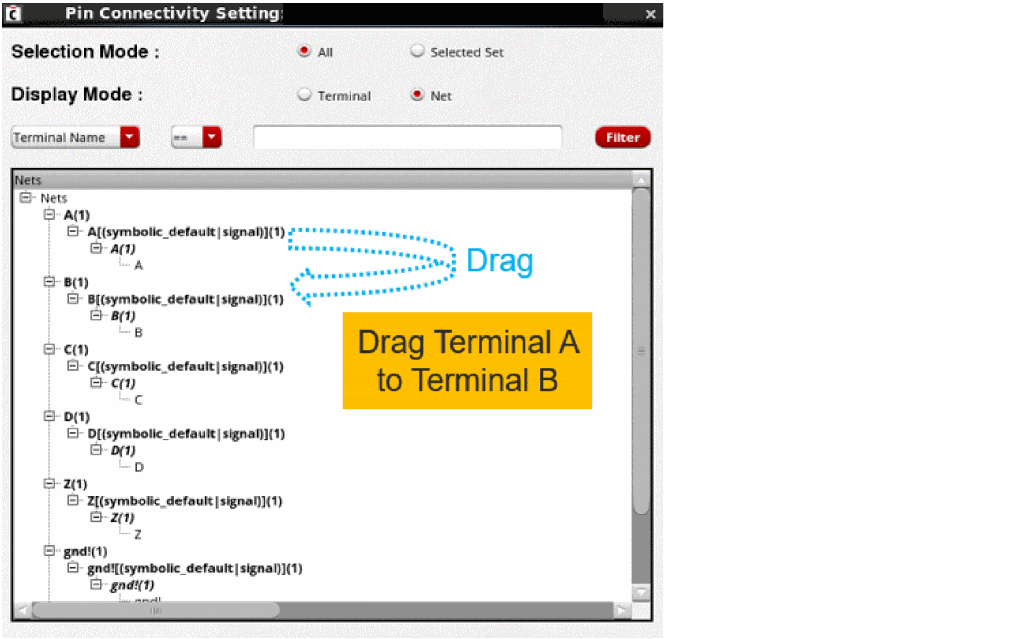 Pin Connectivity Setting:
Selection Mode :
All
Selected Set
Display Mode :
Terminal
Net
Terminal Name
==
Filter
Nets
Nets
A(1)
A[(symbolic_default|signal)](1)
A(1)
A
B(1)
B[(symbolic_default|signal)](1)
B(1)
B
C(1)
C[(symbolic_default|signal)](1)
C(1)
C
D(1)
D[(symbolic_default|signal)](1)
D(1)
D
Z(1)
Z[(symbolic_default|signal)](1)
Z(1)
Z
gnd!(1)
gnd![(symbolic_default|signal)](1)
gnd!(1)
gnd!
Drag
Drag Terminal A
to Terminal B